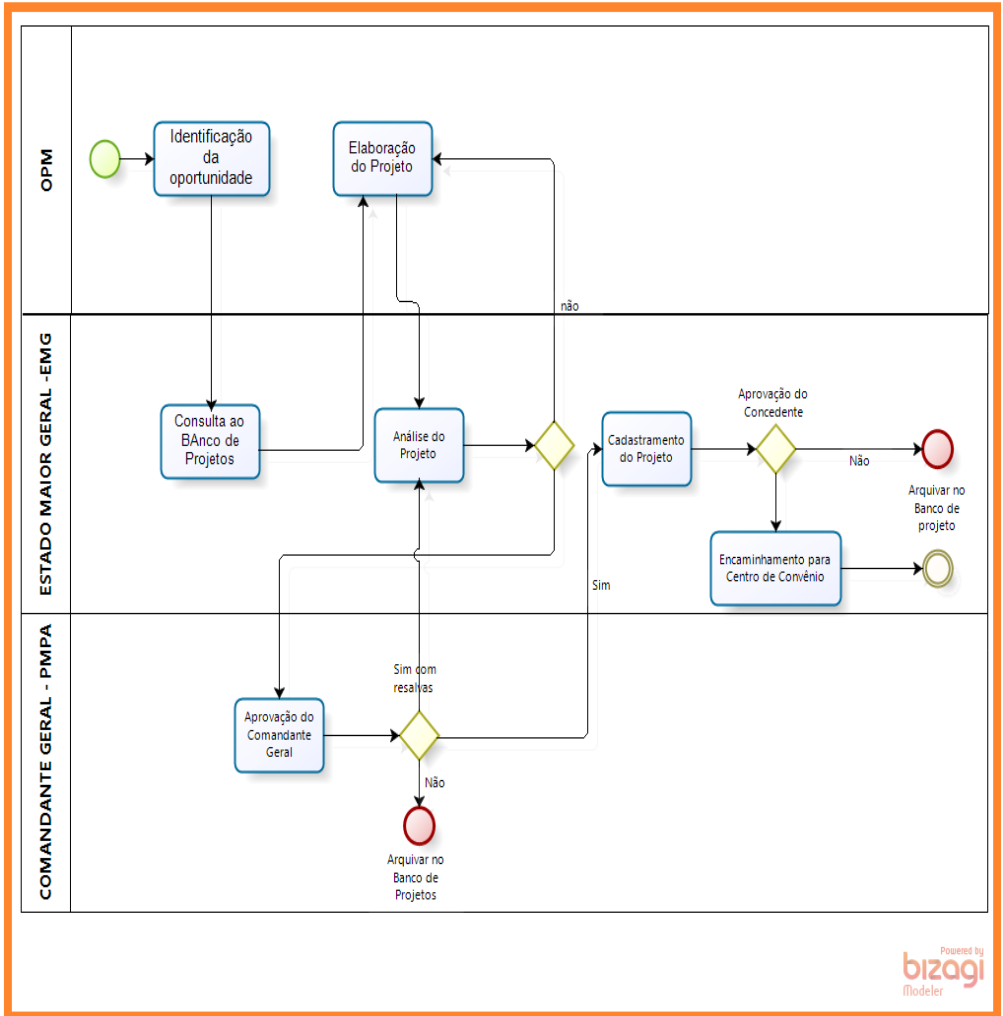 OPM
Identificação
da
oportunidade
Elaboração
do Projeto
não
ESTADO MAIOR GERAL -EMG
Consulta ao
BAnco de
Projetos
Análise do
Projeto
Cadastramento
do Projeto
Aprovação do
Concedente
Não
Arquivar no
Banco de
projeto
Encaminhamento para
Centro de Convênio
Sim
COMANDANTE GERAL - PMPA
Aprovação do
Comandante
Geral
Sim com
resalvas
Não
Arquivar no
Banco de
Projetos
Powered by
bizagi
Modeler